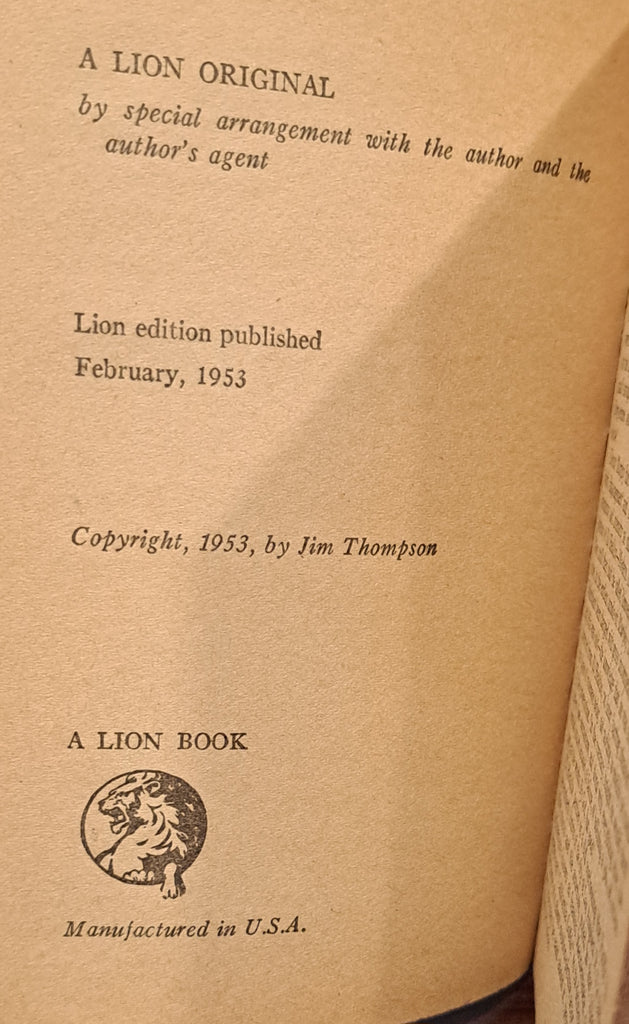 A LION ORIGINAL
by special arrangement with the author and the
author's agent
Lion edition published
February, 1953
Copyright, 1953, by Jim Thompson
A LION BOOK
Manufactured in U.S.A.